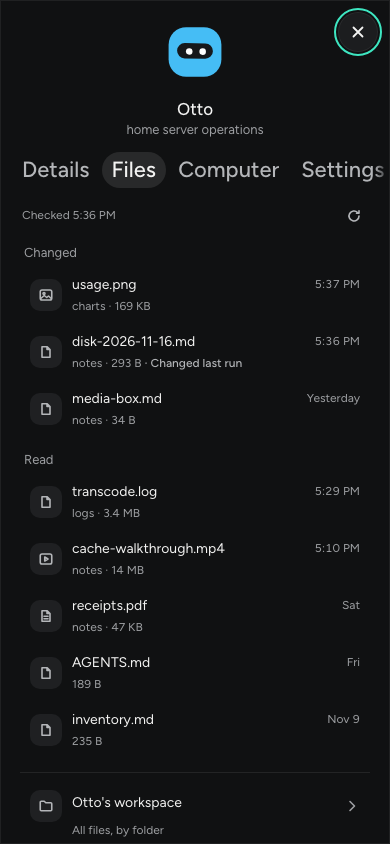 Otto
home server operations
Details Files Computer Settings
Checked 5:36 PM
Changed
usage.png 5:37 PM
charts · 169 KB
disk-2026-11-16.md 5:36 PM
notes · 293 B · Changed last run
media-box.md Yesterday
notes · 34 B
Read
transcode.log 5:29 PM
logs · 3.4 MB
cache-walkthrough.mp4 5:10 PM
notes · 14 MB
receipts.pdf Sat
notes · 47 KB
AGENTS.md Fri
189 B
inventory.md Nov 9
235 B
Otto's workspace
All files, by folder